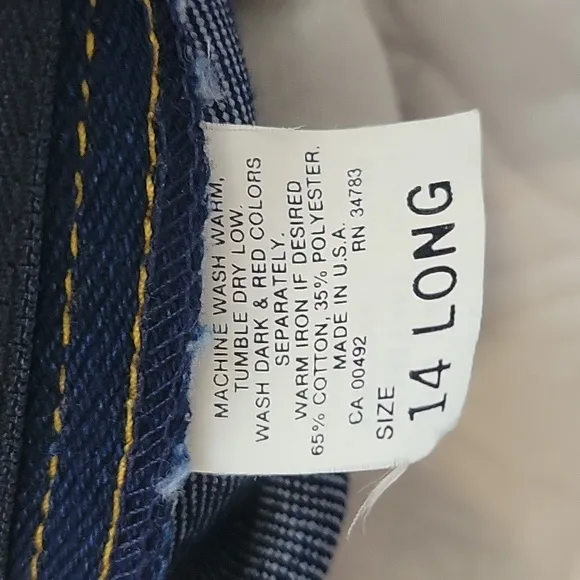 MACHINE WASH WARM,
TUMBLE DRY LOW.
WASH DARK & RED COLORS
SEPARATELY.
WARM IRON IF DESIRED
65% COTTON, 35% POLYESTER.
MADE IN U.S.A.
CA 00492 RN 34783
SIZE
14 LONG